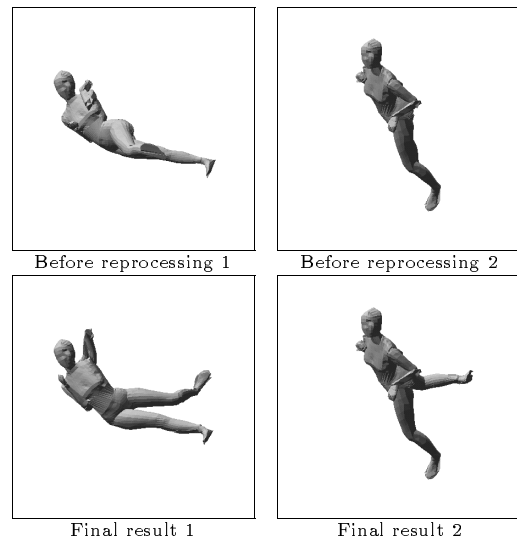 Before reprocessing 1
Before reprocessing 2
Final result 1
Final result 2